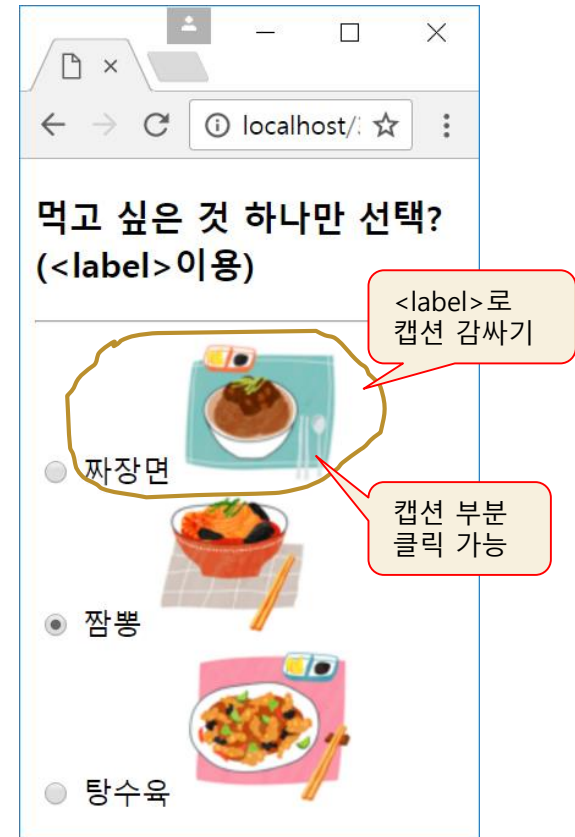 localhost/
먹고 싶은 것 하나만 선택?
(<label>이용)
<label>로
캡션 감싸기
짜장면
캡션 부분
클릭 가능
짬뽕
탕수육